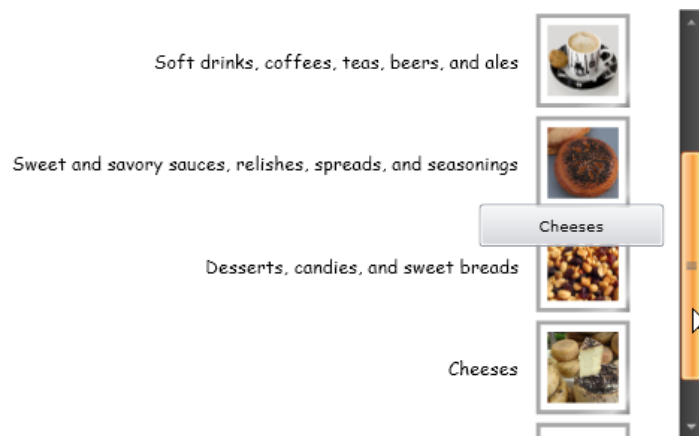 Soft drinks, coffees, teas, beers, and ales
Sweet and savory sauces, relishes, spreads, and seasonings
Cheeses
Desserts, candies, and sweet breads
Cheeses